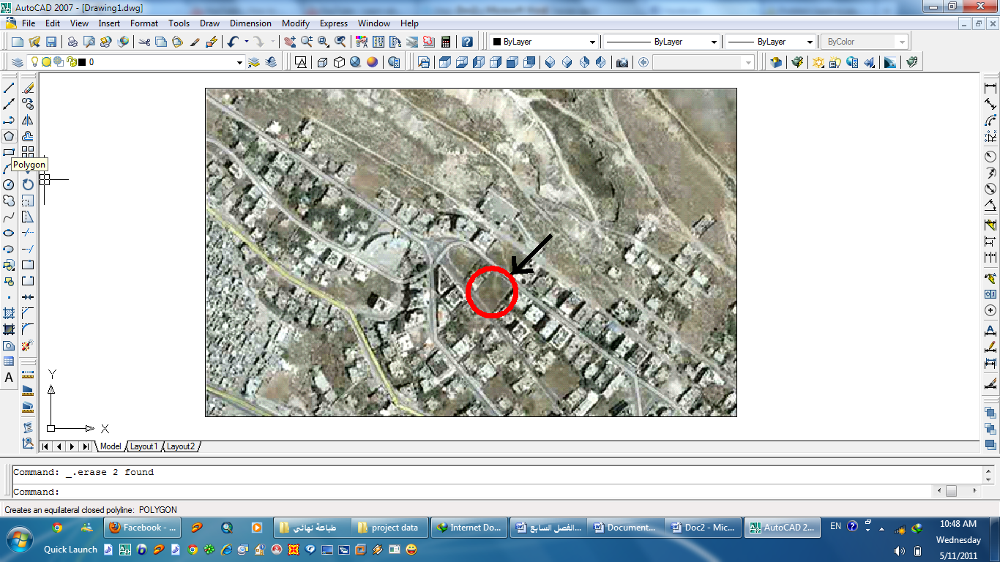 AutoCAD 2007 - [Drawing1.dwg]
File Edit View Insert Format Tools Draw Dimension Modify Express Window Help
ByLayer ByLayer ByLayer ByColor
0
Polygon
A
Y
X
Model Layout1 Layout2
Command: _.erase 2 found
Command:
Creates an equilateral closed polyline: POLYGON
Facebook - ... طباعة نهائي project data Internet Do... الفصل السابع... Document... Doc2 - Mic... AutoCAD 2... EN 10:48 AM
Quick Launch Wednesday
5/11/2011